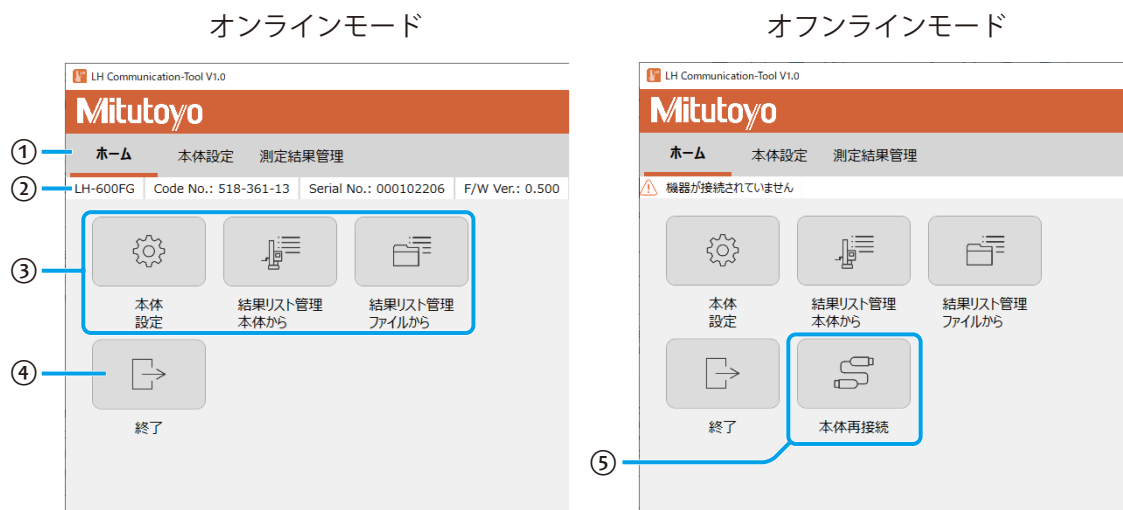 オンラインモード
LH Communication-Tool V1.0
Mitutoyo
① ホーム 本体設定 測定結果管理
② LH-600FG Code No.: 518-361-13 Serial No.: 000102206 F/W Ver.: 0.500
③
本体
設定
結果リスト管理
本体から
結果リスト管理
ファイルから
④
終了
オフラインモード
LH Communication-Tool V1.0
Mitutoyo
ホーム 本体設定 測定結果管理
機器が接続されていません
本体
設定
結果リスト管理
本体から
結果リスト管理
ファイルから
終了
本体再接続
⑤